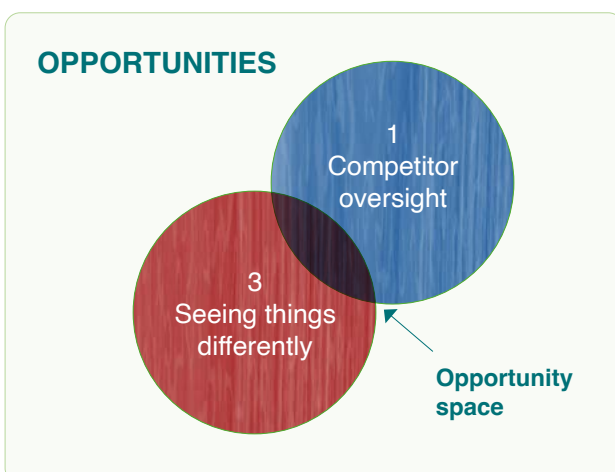 OPPORTUNITIES
1
Competitor
oversight
3
Seeing things
differently
Opportunity
space